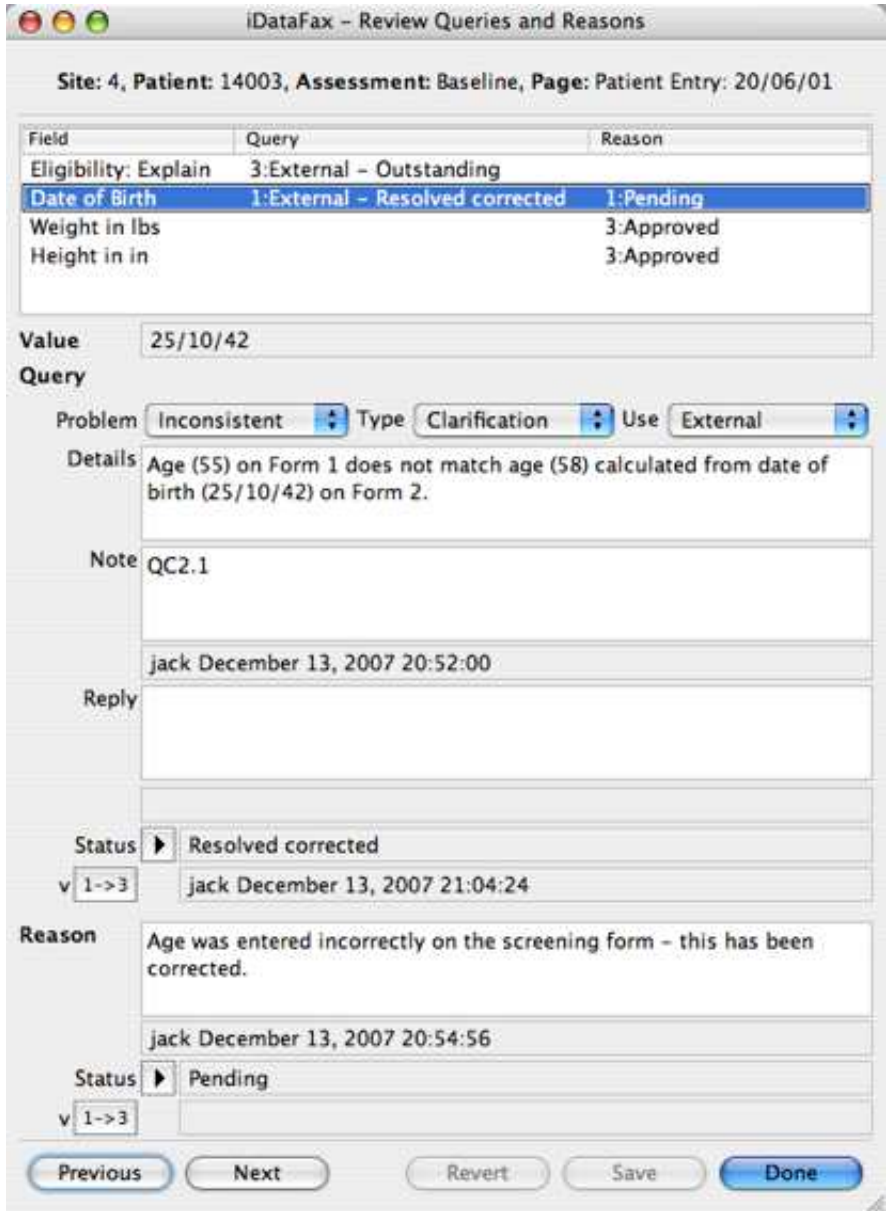 iDataFax – Review Queries and Reasons
Site: 4, Patient: 14003, Assessment: Baseline, Page: Patient Entry: 20/06/01
Field Query Reason
Eligibility: Explain 3:External – Outstanding
Date of Birth 1:External – Resolved corrected 1:Pending
Weight in lbs 3:Approved
Height in in 3:Approved
Value 25/10/42
Query
Problem Inconsistent Type Clarification Use External
Details Age (55) on Form 1 does not match age (58) calculated from date of
birth (25/10/42) on Form 2.
Note QC2.1
jack December 13, 2007 20:52:00
Reply
Status Resolved corrected
v 1->3 jack December 13, 2007 21:04:24
Reason Age was entered incorrectly on the screening form – this has been
corrected.
jack December 13, 2007 20:54:56
Status Pending
v 1->3
Previous Next Revert Save Done